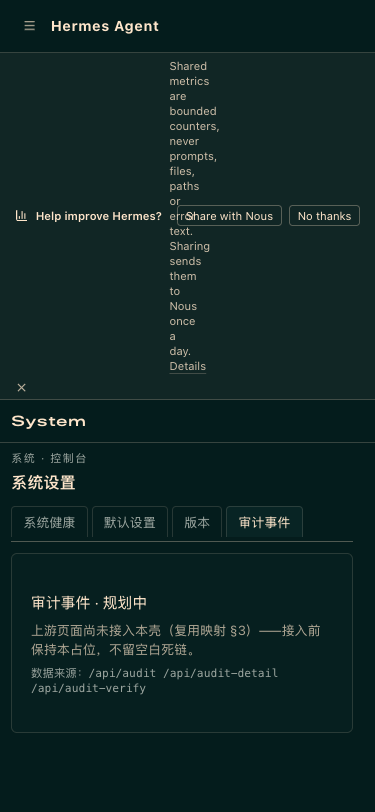 Hermes Agent
Shared
metrics
are
bounded
counters,
never
prompts,
files,
paths
or
error
text.
Sharing
sends
them
to
Nous
once
a
day.
Details
Help improve Hermes?
Share with Nous
No thanks
System
系统 · 控制台
系统设置
系统健康
默认设置
版本
审计事件
审计事件 · 规划中
上游页面尚未接入本壳（复用映射 §3）——接入前
保持本占位，不留空白死链。
数据来源：/api/audit /api/audit-detail
/api/audit-verify